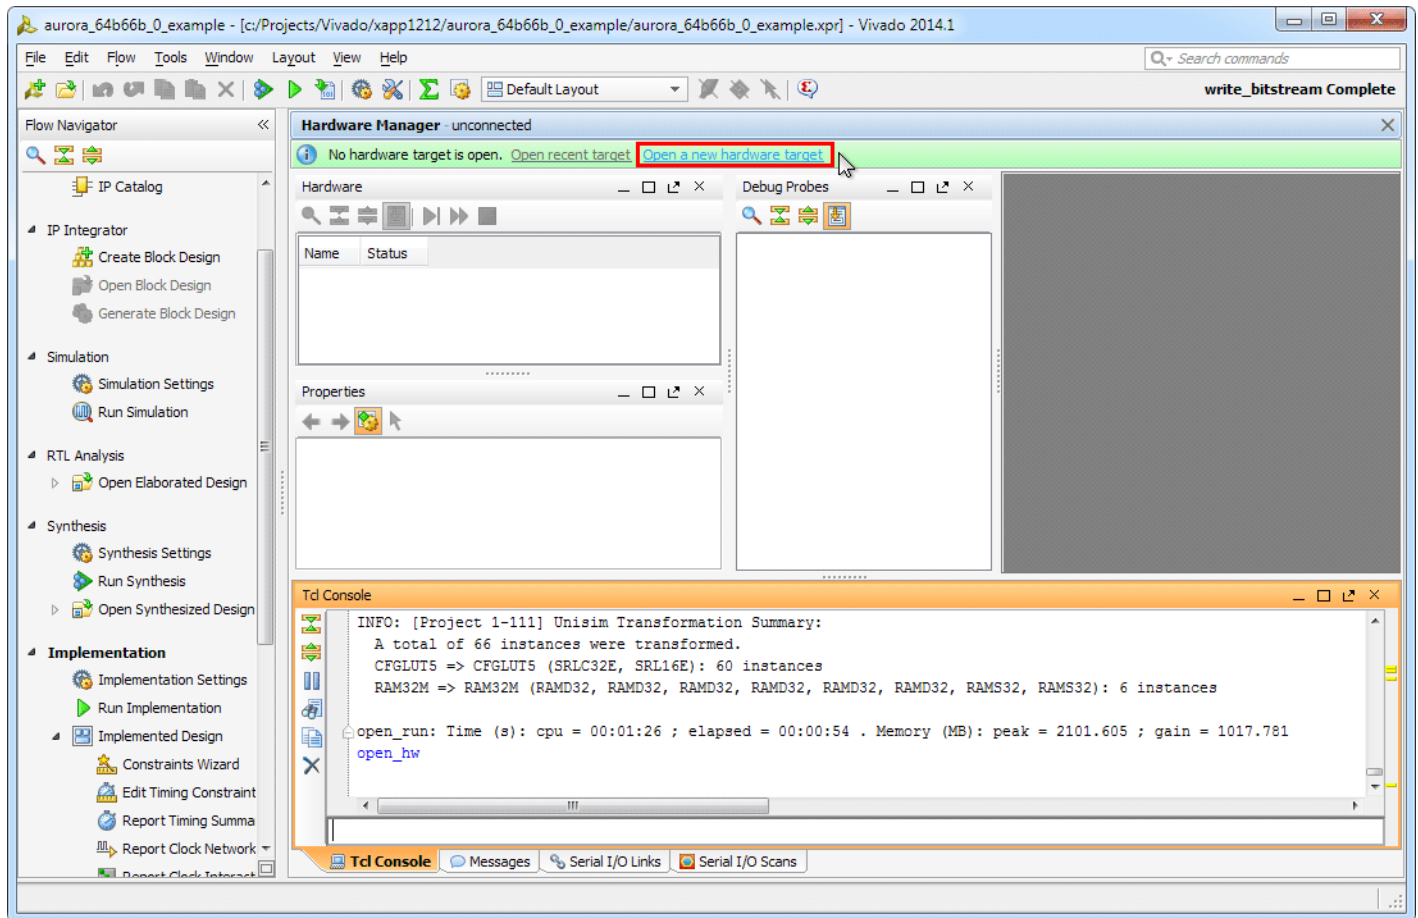 aurora_64b66b_0_example - [c:/Projects/Vivado/xapp1212/aurora_64b66b_0_example/aurora_64b66b_0_example.xpr] - Vivado 2014.1
File Edit Flow Tools Window Layout View Help
Search commands
Default Layout
write_bitstream Complete
Flow Navigator
Hardware Manager - unconnected
No hardware target is open. Open recent target Open a new hardware target
IP Catalog
IP Integrator
Create Block Design
Open Block Design
Generate Block Design
Simulation
Simulation Settings
Run Simulation
RTL Analysis
Open Elaborated Design
Synthesis
Synthesis Settings
Run Synthesis
Open Synthesized Design
Implementation
Implementation Settings
Run Implementation
Implemented Design
Constraints Wizard
Edit Timing Constraint
Report Timing Summa
Report Clock Network
Report Clock Interact
Hardware
Name Status
Properties
Debug Probes
Tcl Console
INFO: [Project 1-111] Unisim Transformation Summary:
A total of 66 instances were transformed.
CFGLUT5 => CFGLUT5 (SRLC32E, SRL16E): 60 instances
RAM32M => RAM32M (RAMD32, RAMD32, RAMD32, RAMD32, RAMD32, RAMD32, RAMS32, RAMS32): 6 instances
open_run: Time (s): cpu = 00:01:26 ; elapsed = 00:00:54 . Memory (MB): peak = 2101.605 ; gain = 1017.781
open_hw
Tcl Console Messages Serial I/O Links Serial I/O Scans